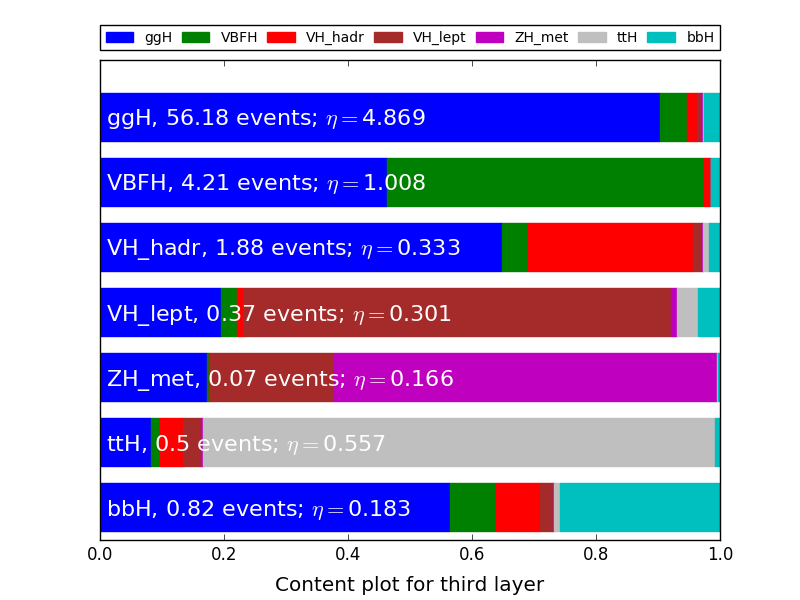 ggH VBFH VH_hadr VH_lept ZH_met ttH bbH
ggH, 56.18 events; η = 4.869
VBFH, 4.21 events; η = 1.008
VH_hadr, 1.88 events; η = 0.333
VH_lept, 0.37 events; η = 0.301
ZH_met, 0.07 events; η = 0.166
ttH, 0.5 events; η = 0.557
bbH, 0.82 events; η = 0.183
0.0 0.2 0.4 0.6 0.8 1.0
Content plot for third layer